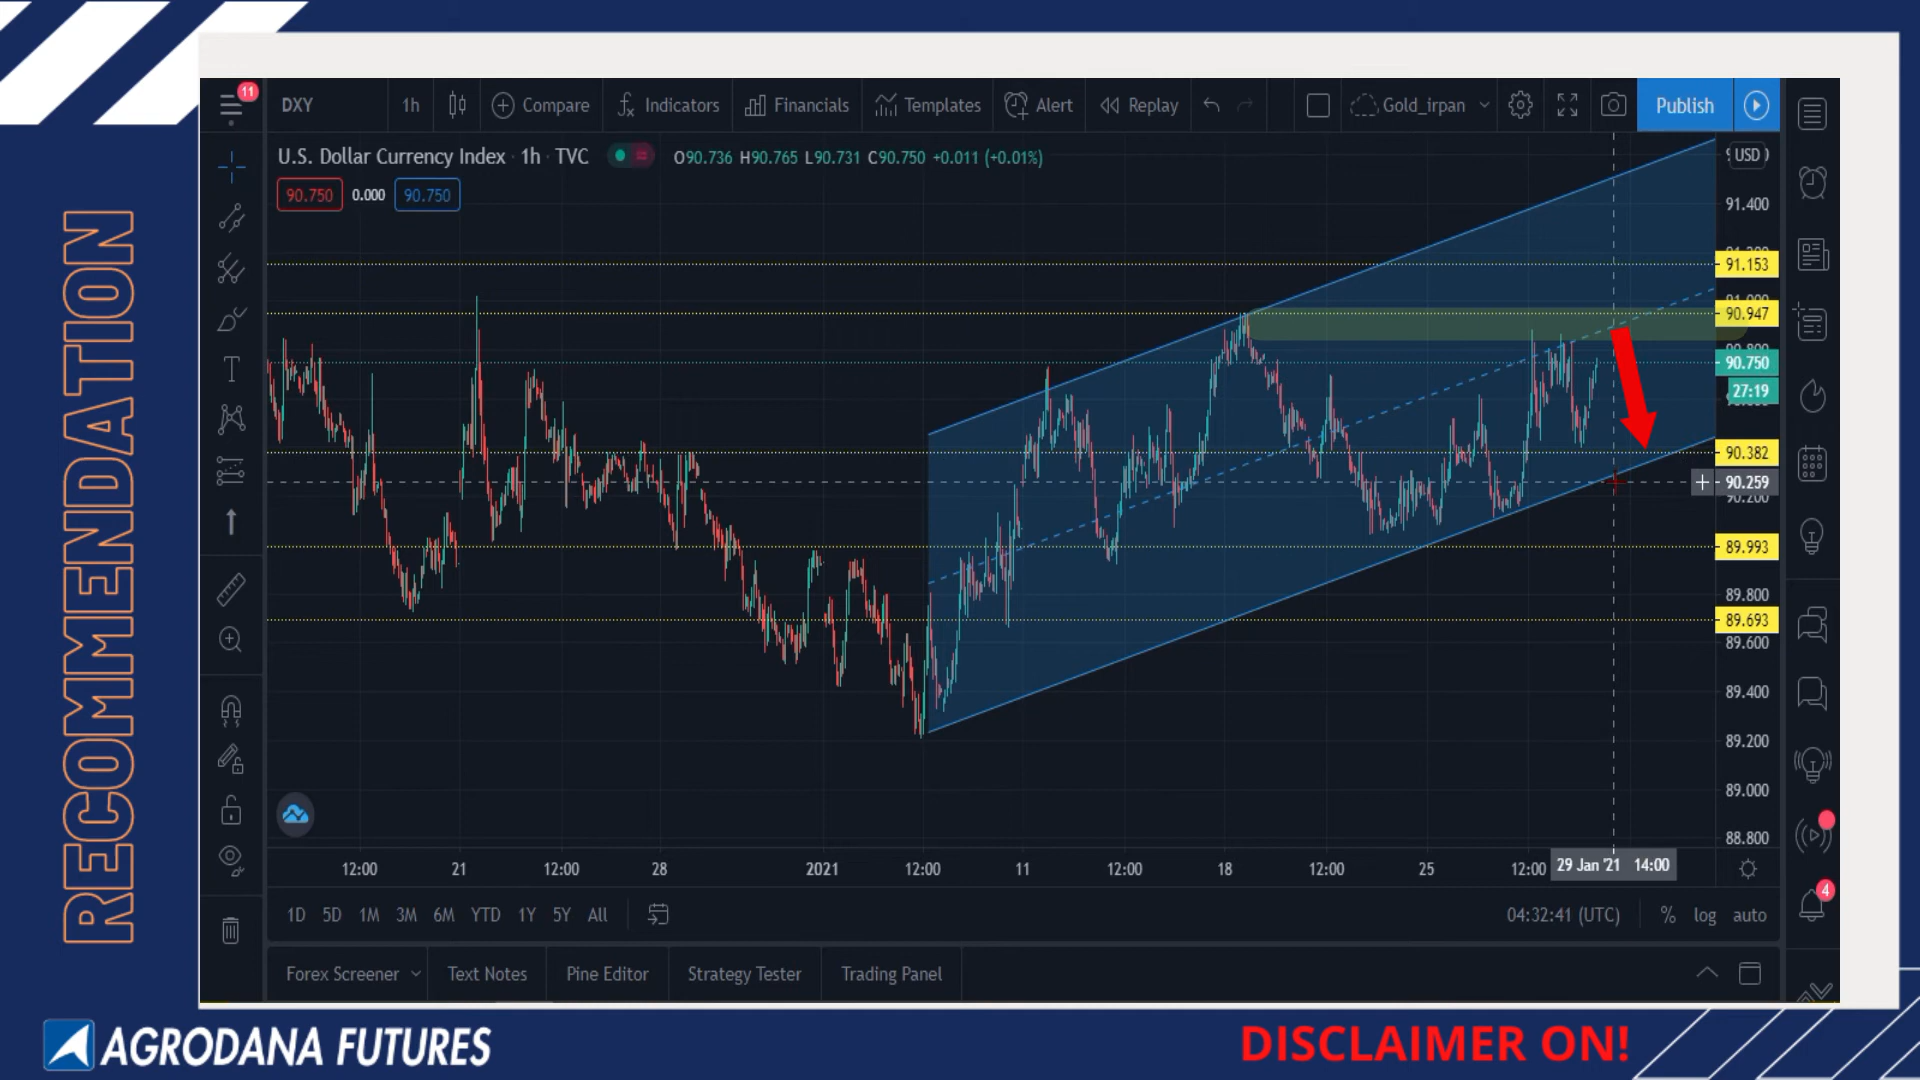 RECOMMENDATION
11
DXY
1h
Compare
Indicators
Financials
Templates
Alert
Replay
Gold_irpan
Publish
U.S. Dollar Currency Index · 1h · TVC
O90.736 H90.765 L90.731 C90.750 +0.011 (+0.01%)
90.750
0.000
90.750
USD
91.400
91.153
90.947
90.750
27:19
90.382
90.259
90.200
89.993
89.800
89.693
89.600
89.400
89.200
89.000
88.800
12:00
21
12:00
28
2021
12:00
11
12:00
18
12:00
25
12:00
29 Jan '21 14:00
1D 5D 1M 3M 6M YTD 1Y 5Y All
04:32:41 (UTC)
%
log
auto
4
Forex Screener
Text Notes
Pine Editor
Strategy Tester
Trading Panel
AGRODANA FUTURES
DISCLAIMER ON!